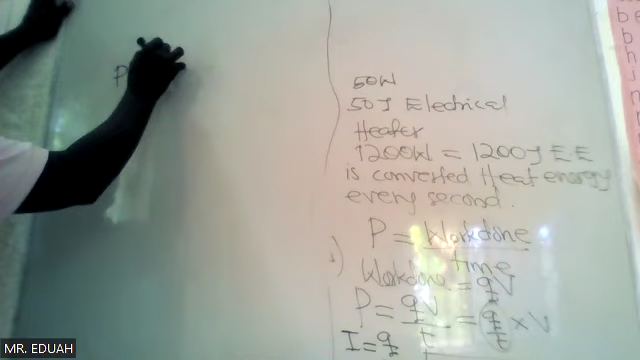 P
50W
50J Electrical
Heater
1200W = 1200J E.E
is converted Heat energy
every second.
P = Workdone
time
Workdone = qV
P = qV/t = q/t × V
I = q/t
MR. EDUAH